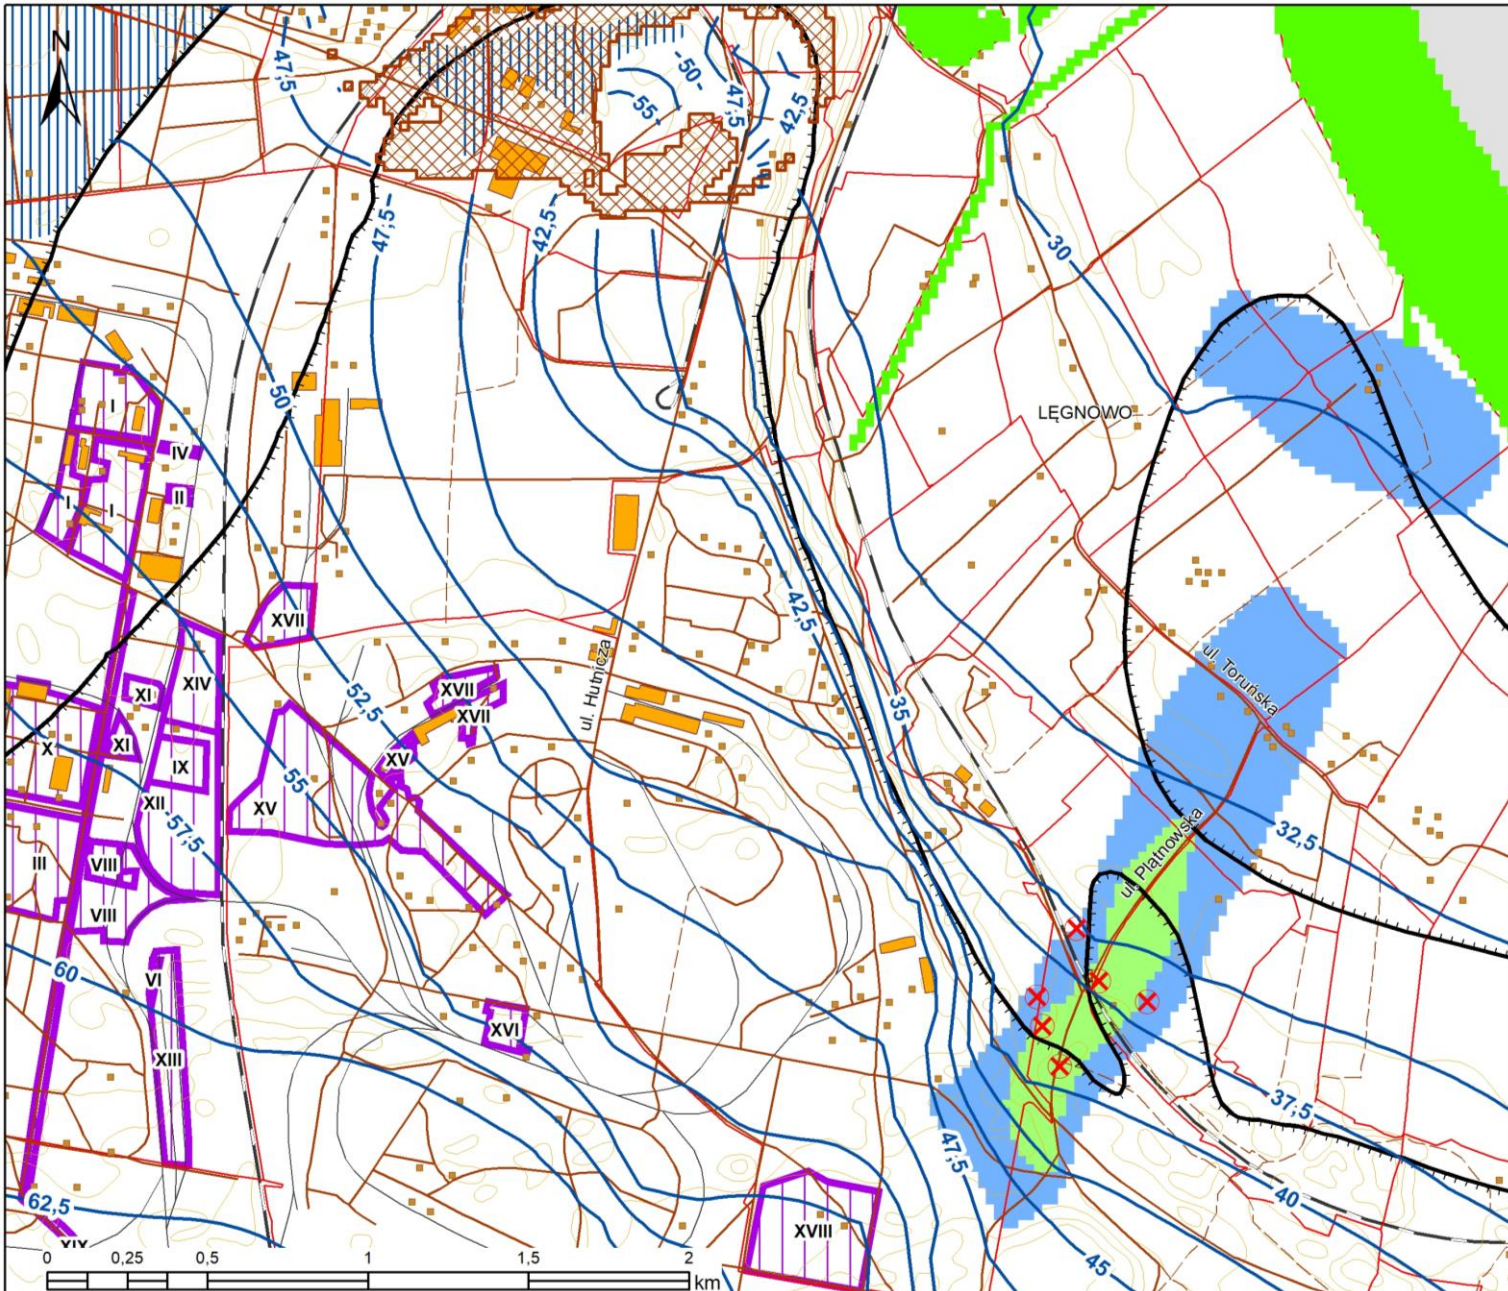 N
47,5
50
55
47,5
42,5
47,5
42,5
30
50
LĘGNOWO
I
IV
II
I
I
42,5
XVII
ul. Toruńska
ul. Hutnicza
XIV
XI
52,5
XVII
XVII
35
XI
X
XV
IX
55
XV
XII
57,5
32,5
ul. Plątnowska
III
VIII
VIII
60
VI
XVI
XIII
37,5
47,5
40
62,5
XVIII
XIX
45
0 0,25 0,5 1 1,5 2
km